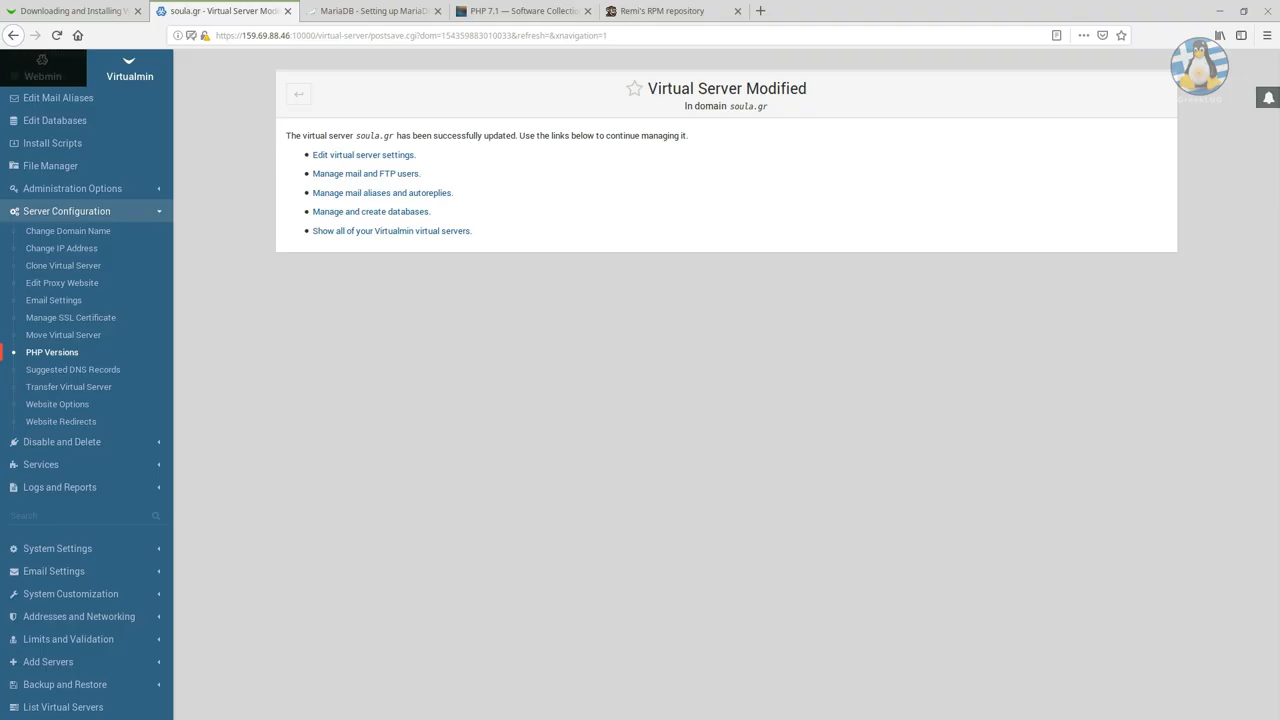 Downloading and Installing V
soula.gr - Virtual Server Modi
MariaDB - Setting up MariaD
PHP 7.1 — Software Collectio
Remi's RPM repository
https://159.69.88.46:10000/virtual-server/postsave.cgi?dom=154359883010033&refresh=&xnavigation=1
Webmin
Virtualmin
Edit Mail Aliases
Edit Databases
Install Scripts
File Manager
Administration Options
Server Configuration
Change Domain Name
Change IP Address
Clone Virtual Server
Edit Proxy Website
Email Settings
Manage SSL Certificate
Move Virtual Server
PHP Versions
Suggested DNS Records
Transfer Virtual Server
Website Options
Website Redirects
Disable and Delete
Services
Logs and Reports
Search
System Settings
Email Settings
System Customization
Addresses and Networking
Limits and Validation
Add Servers
Backup and Restore
List Virtual Servers
Virtual Server Modified
In domain soula.gr
The virtual server soula.gr has been successfully updated. Use the links below to continue managing it.
Edit virtual server settings.
Manage mail and FTP users.
Manage mail aliases and autoreplies.
Manage and create databases.
Show all of your Virtualmin virtual servers.